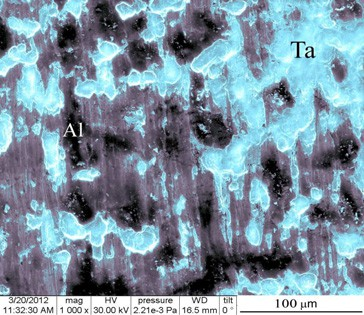 Ta
Al
3/20/2012 mag HV pressure WD tilt
11:32:30 AM 1 000 x 30.00 kV 2.21e-3 Pa 16.5 mm 0 ° 100 µm